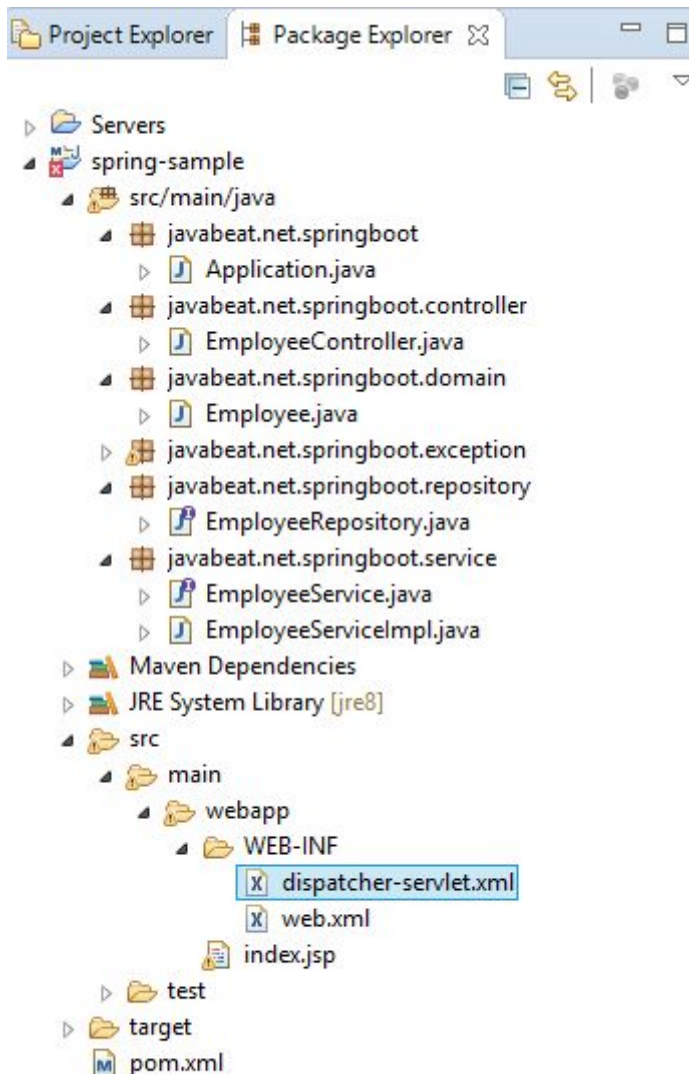 Project Explorer Package Explorer
Servers
spring-sample
src/main/java
javabeat.net.springboot
Application.java
javabeat.net.springboot.controller
EmployeeController.java
javabeat.net.springboot.domain
Employee.java
javabeat.net.springboot.exception
javabeat.net.springboot.repository
EmployeeRepository.java
javabeat.net.springboot.service
EmployeeService.java
EmployeeServiceImpl.java
Maven Dependencies
JRE System Library [jre8]
src
main
webapp
WEB-INF
dispatcher-servlet.xml
web.xml
index.jsp
test
target
pom.xml